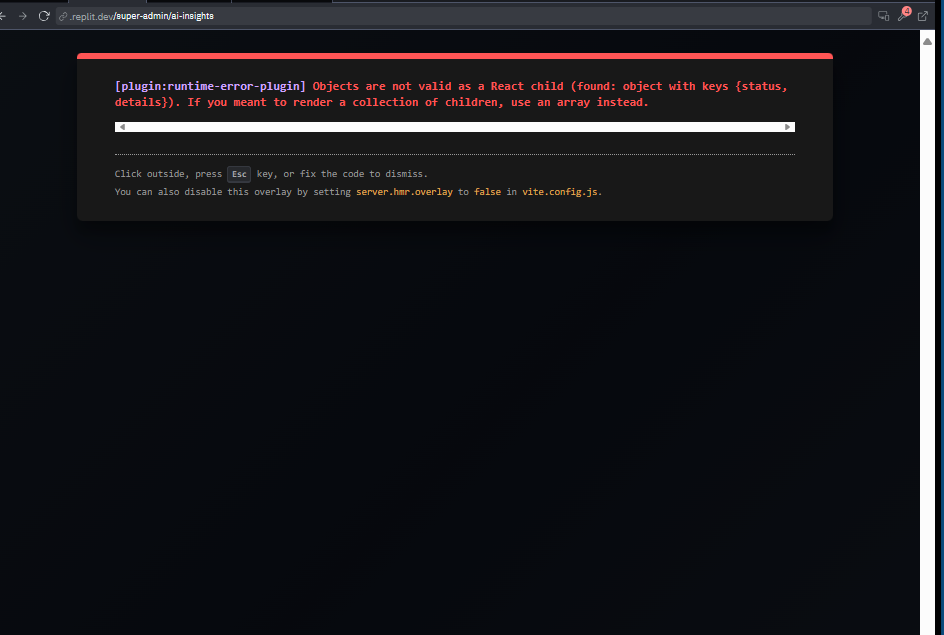 .replit.dev/super-admin/ai-insights
4
[plugin:runtime-error-plugin] Objects are not valid as a React child (found: object with keys {status,
details}). If you meant to render a collection of children, use an array instead.
Click outside, press Esc key, or fix the code to dismiss.
You can also disable this overlay by setting server.hmr.overlay to false in vite.config.js.